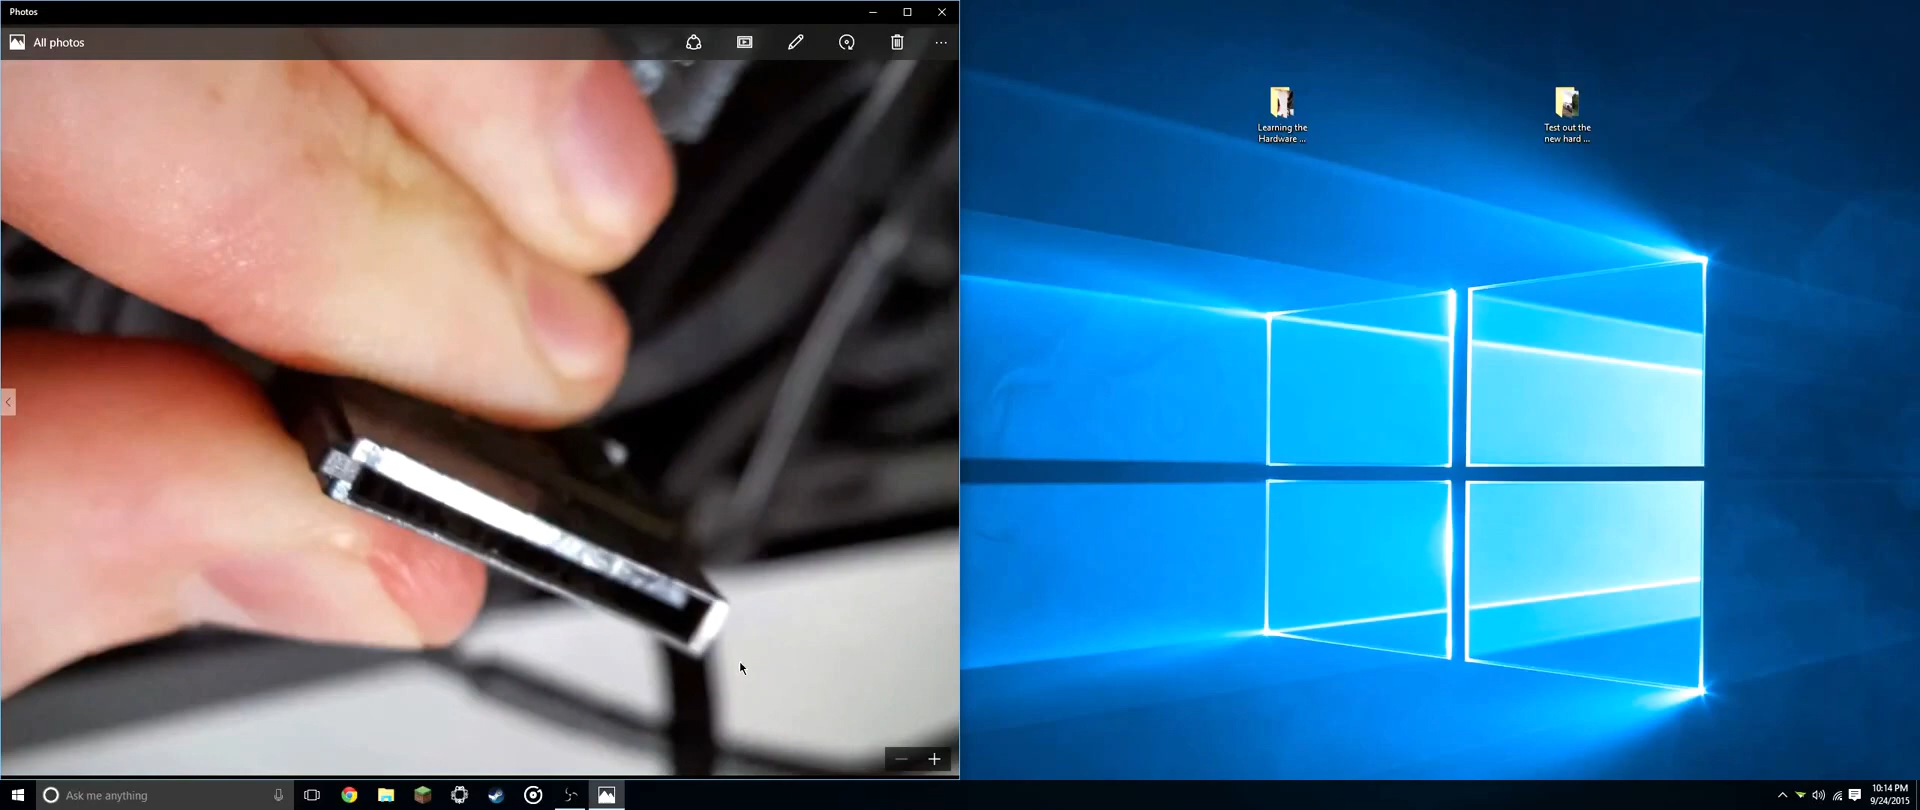 Photos
All photos
Learning the
Hardware ...
Test out the
new hard ...
Ask me anything
10:14 PM
9/24/2015